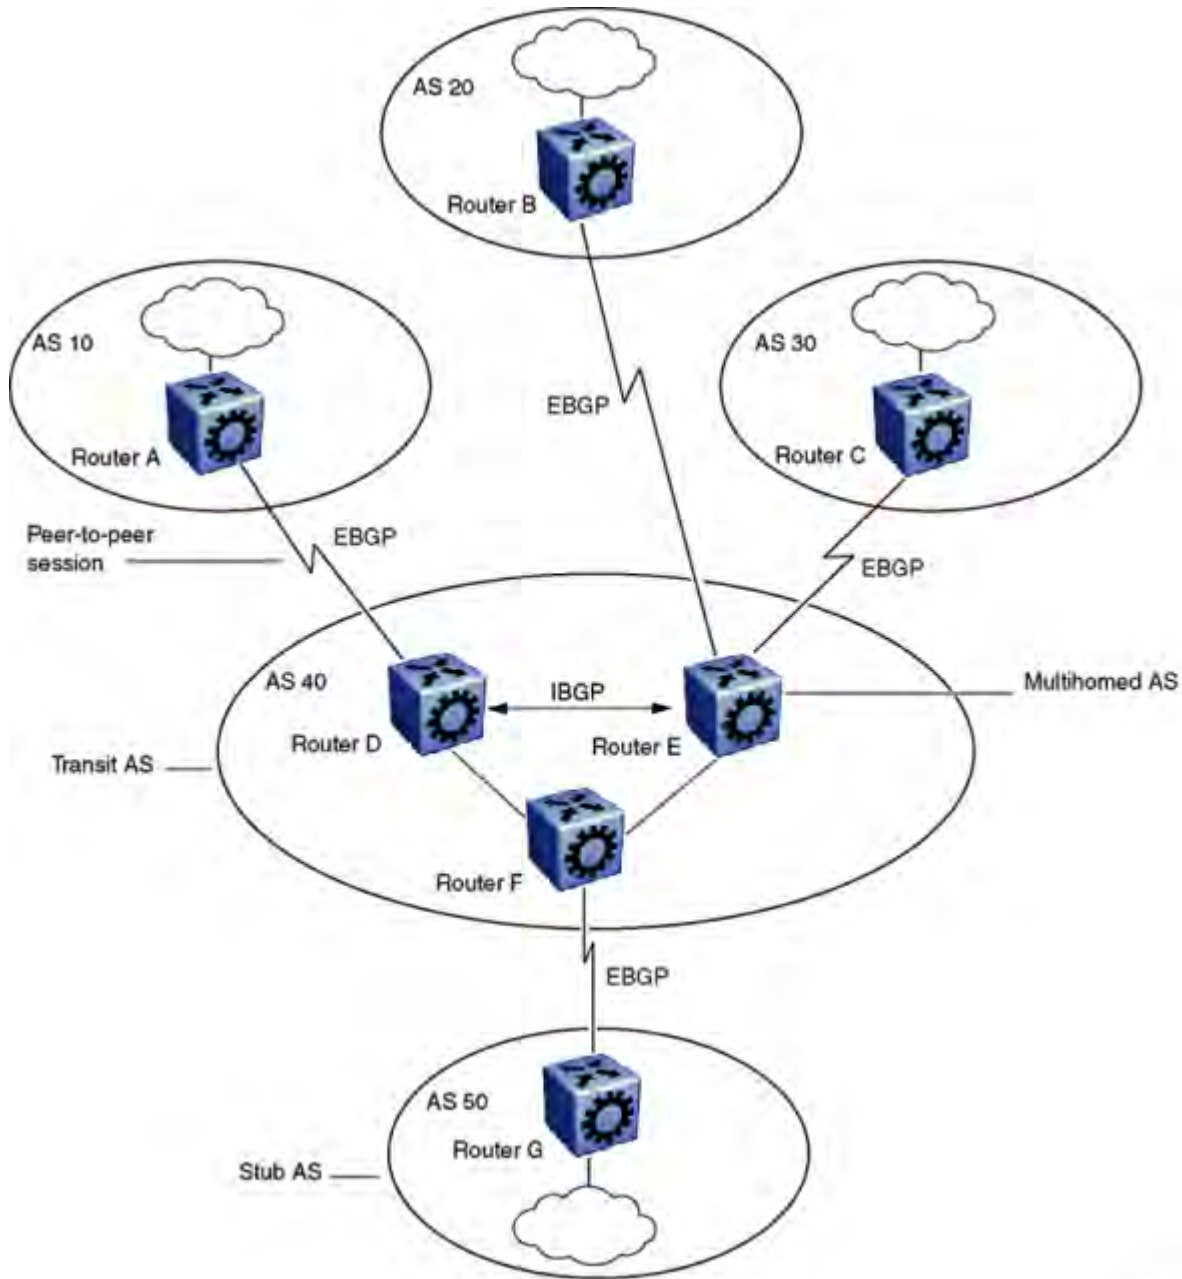 AS 20
Router B
AS 10
Router A
AS 30
Router C
EBGP
Peer-to-peer
session
EBGP
EBGP
AS 40
IBGP
Multihomed AS
Router D
Router E
Transit AS
Router F
EBGP
AS 50
Router G
Stub AS